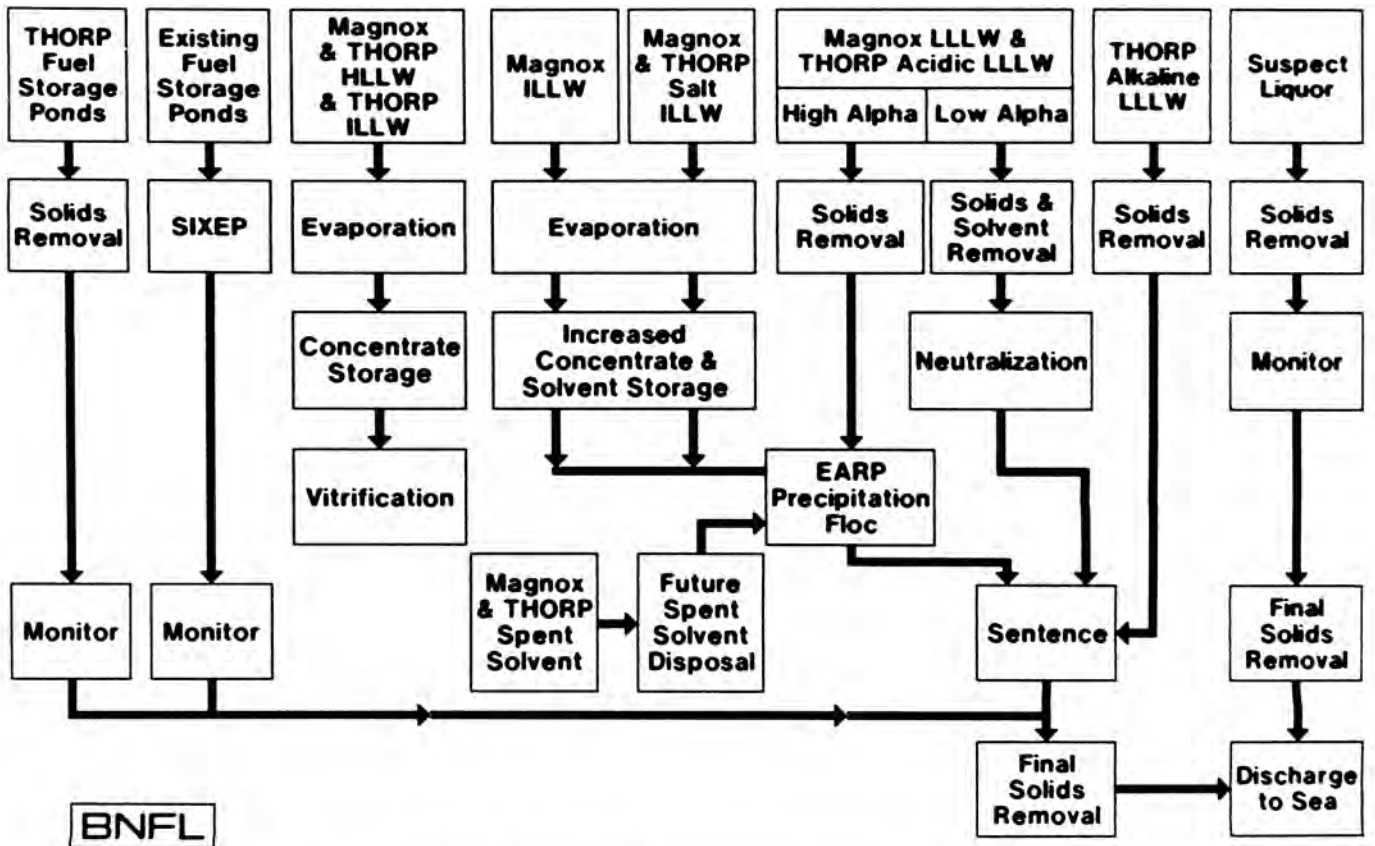 THORP
Fuel
Storage
Ponds
Existing
Fuel
Storage
Ponds
Magnox
& THORP
HLLW
& THORP
ILLW
Magnox
ILLW
Magnox
& THORP
Salt
ILLW
Magnox LLLW &
THORP Acidic LLLW
High Alpha
Low Alpha
THORP
Alkaline
LLLW
Suspect
Liquor
Solids
Removal
SIXEP
Evaporation
Evaporation
Solids
Removal
Solids &
Solvent
Removal
Solids
Removal
Solids
Removal
Concentrate
Storage
Increased
Concentrate &
Solvent Storage
Neutralization
Monitor
Vitrification
EARP
Precipitation
Floc
Monitor
Monitor
Magnox
& THORP
Spent
Solvent
Future
Spent
Solvent
Disposal
Sentence
Final
Solids
Removal
Final
Solids
Removal
Discharge
to Sea
BNFL